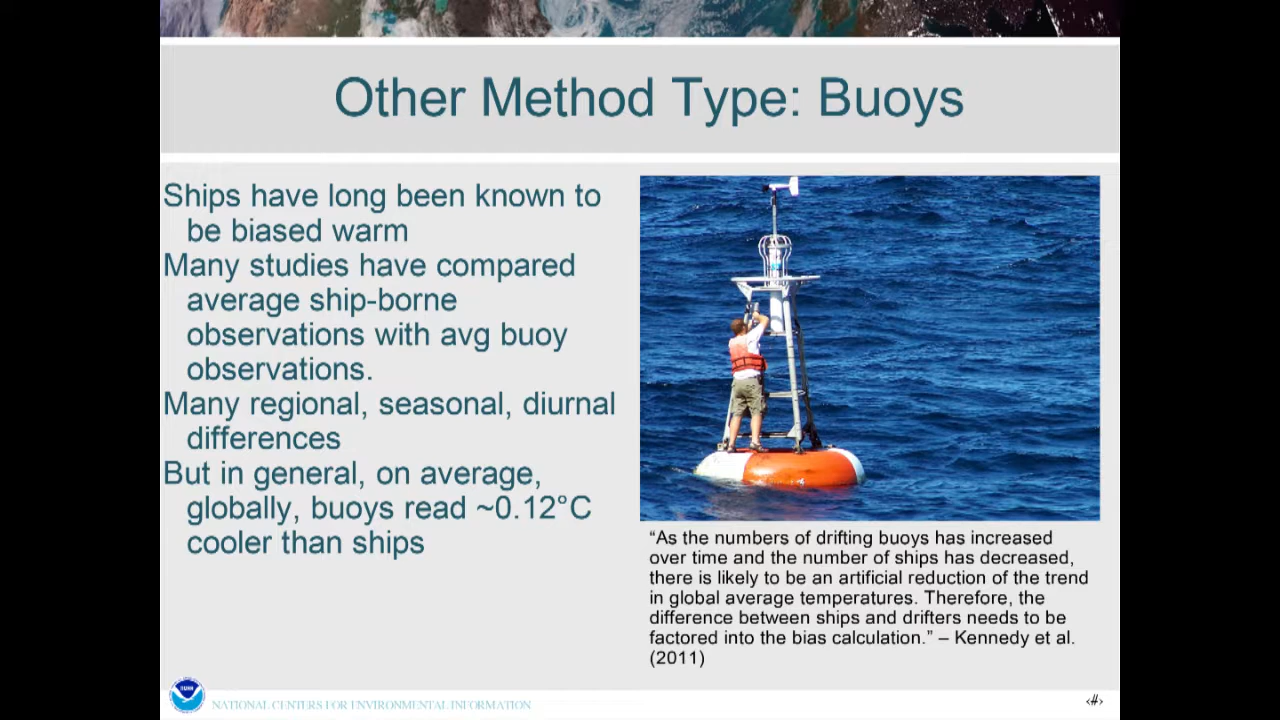 Other Method Type: Buoys
Ships have long been known to
be biased warm
Many studies have compared
average ship-borne
observations with avg buoy
observations.
Many regional, seasonal, diurnal
differences
But in general, on average,
globally, buoys read ~0.12°C
cooler than ships
“As the numbers of drifting buoys has increased
over time and the number of ships has decreased,
there is likely to be an artificial reduction of the trend
in global average temperatures. Therefore, the
difference between ships and drifters needs to be
factored into the bias calculation.” – Kennedy et al.
(2011)
NATIONAL CENTERS FOR ENVIRONMENTAL INFORMATION
‹#›